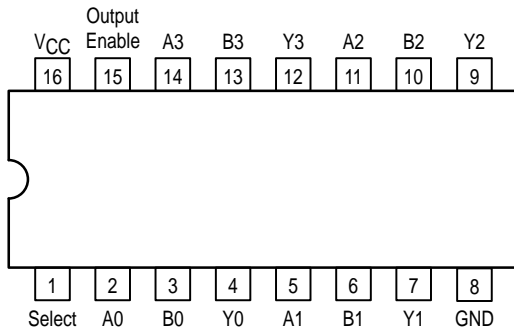 Output
VCC Enable A3 B3 Y3 A2 B2 Y2
16 15 14 13 12 11 10 9
1 2 3 4 5 6 7 8
Select A0 B0 Y0 A1 B1 Y1 GND